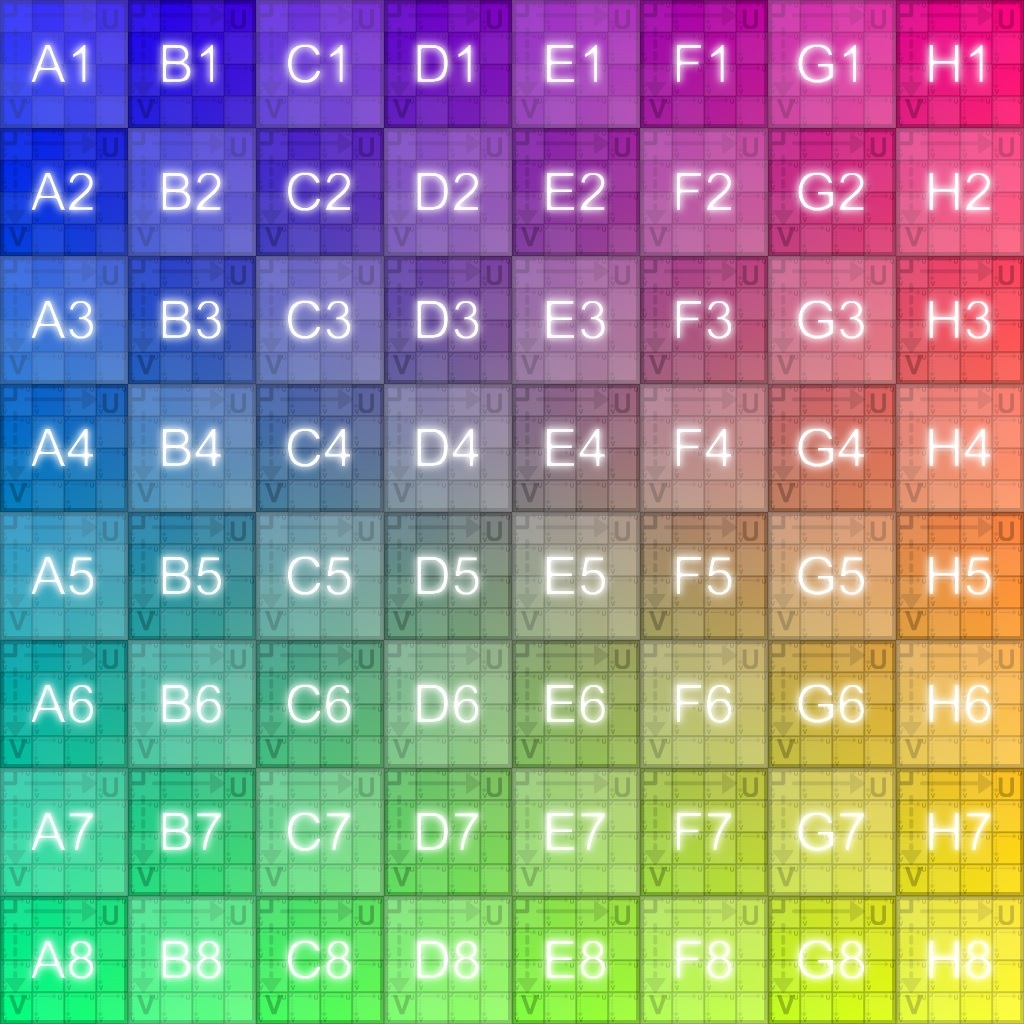 A1 B1 C1 D1 E1 F1 G1 H1
A2 B2 C2 D2 E2 F2 G2 H2
A3 B3 C3 D3 E3 F3 G3 H3
A4 B4 C4 D4 E4 F4 G4 H4
A5 B5 C5 D5 E5 F5 G5 H5
A6 B6 C6 D6 E6 F6 G6 H6
A7 B7 C7 D7 E7 F7 G7 H7
A8 B8 C8 D8 E8 F8 G8 H8